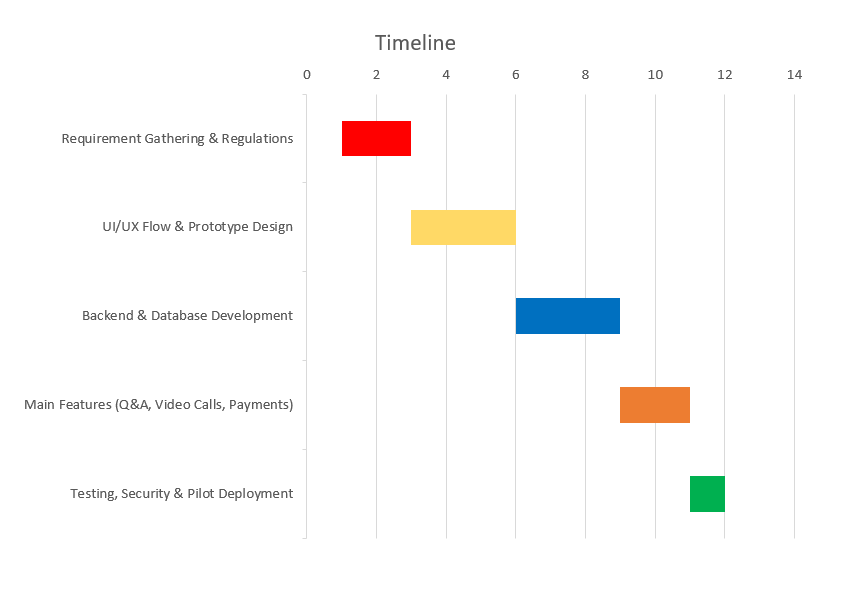 Timeline
0 2 4 6 8 10 12 14
Requirement Gathering & Regulations
UI/UX Flow & Prototype Design
Backend & Database Development
Main Features (Q&A, Video Calls, Payments)
Testing, Security & Pilot Deployment